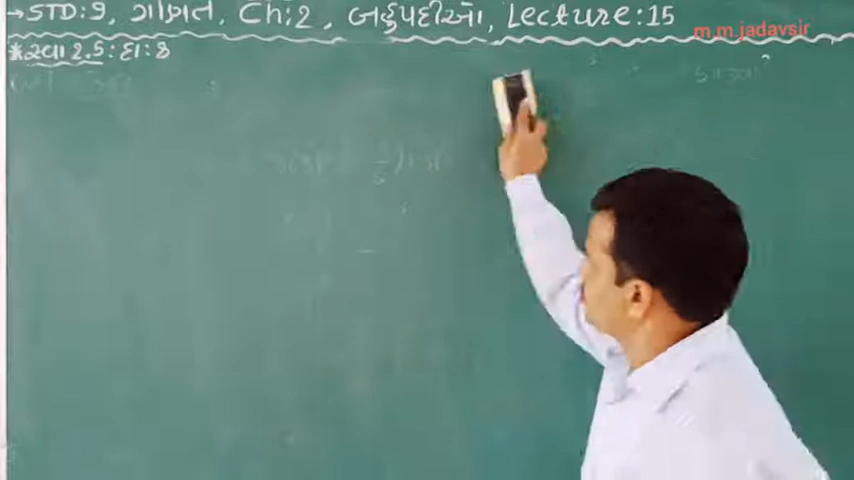 →STD:9, ગણિત, Ch:2, બહુપદીઓ, Lecture:15
m.m.jadavsir
*સ્વા 2.5: દા: 8